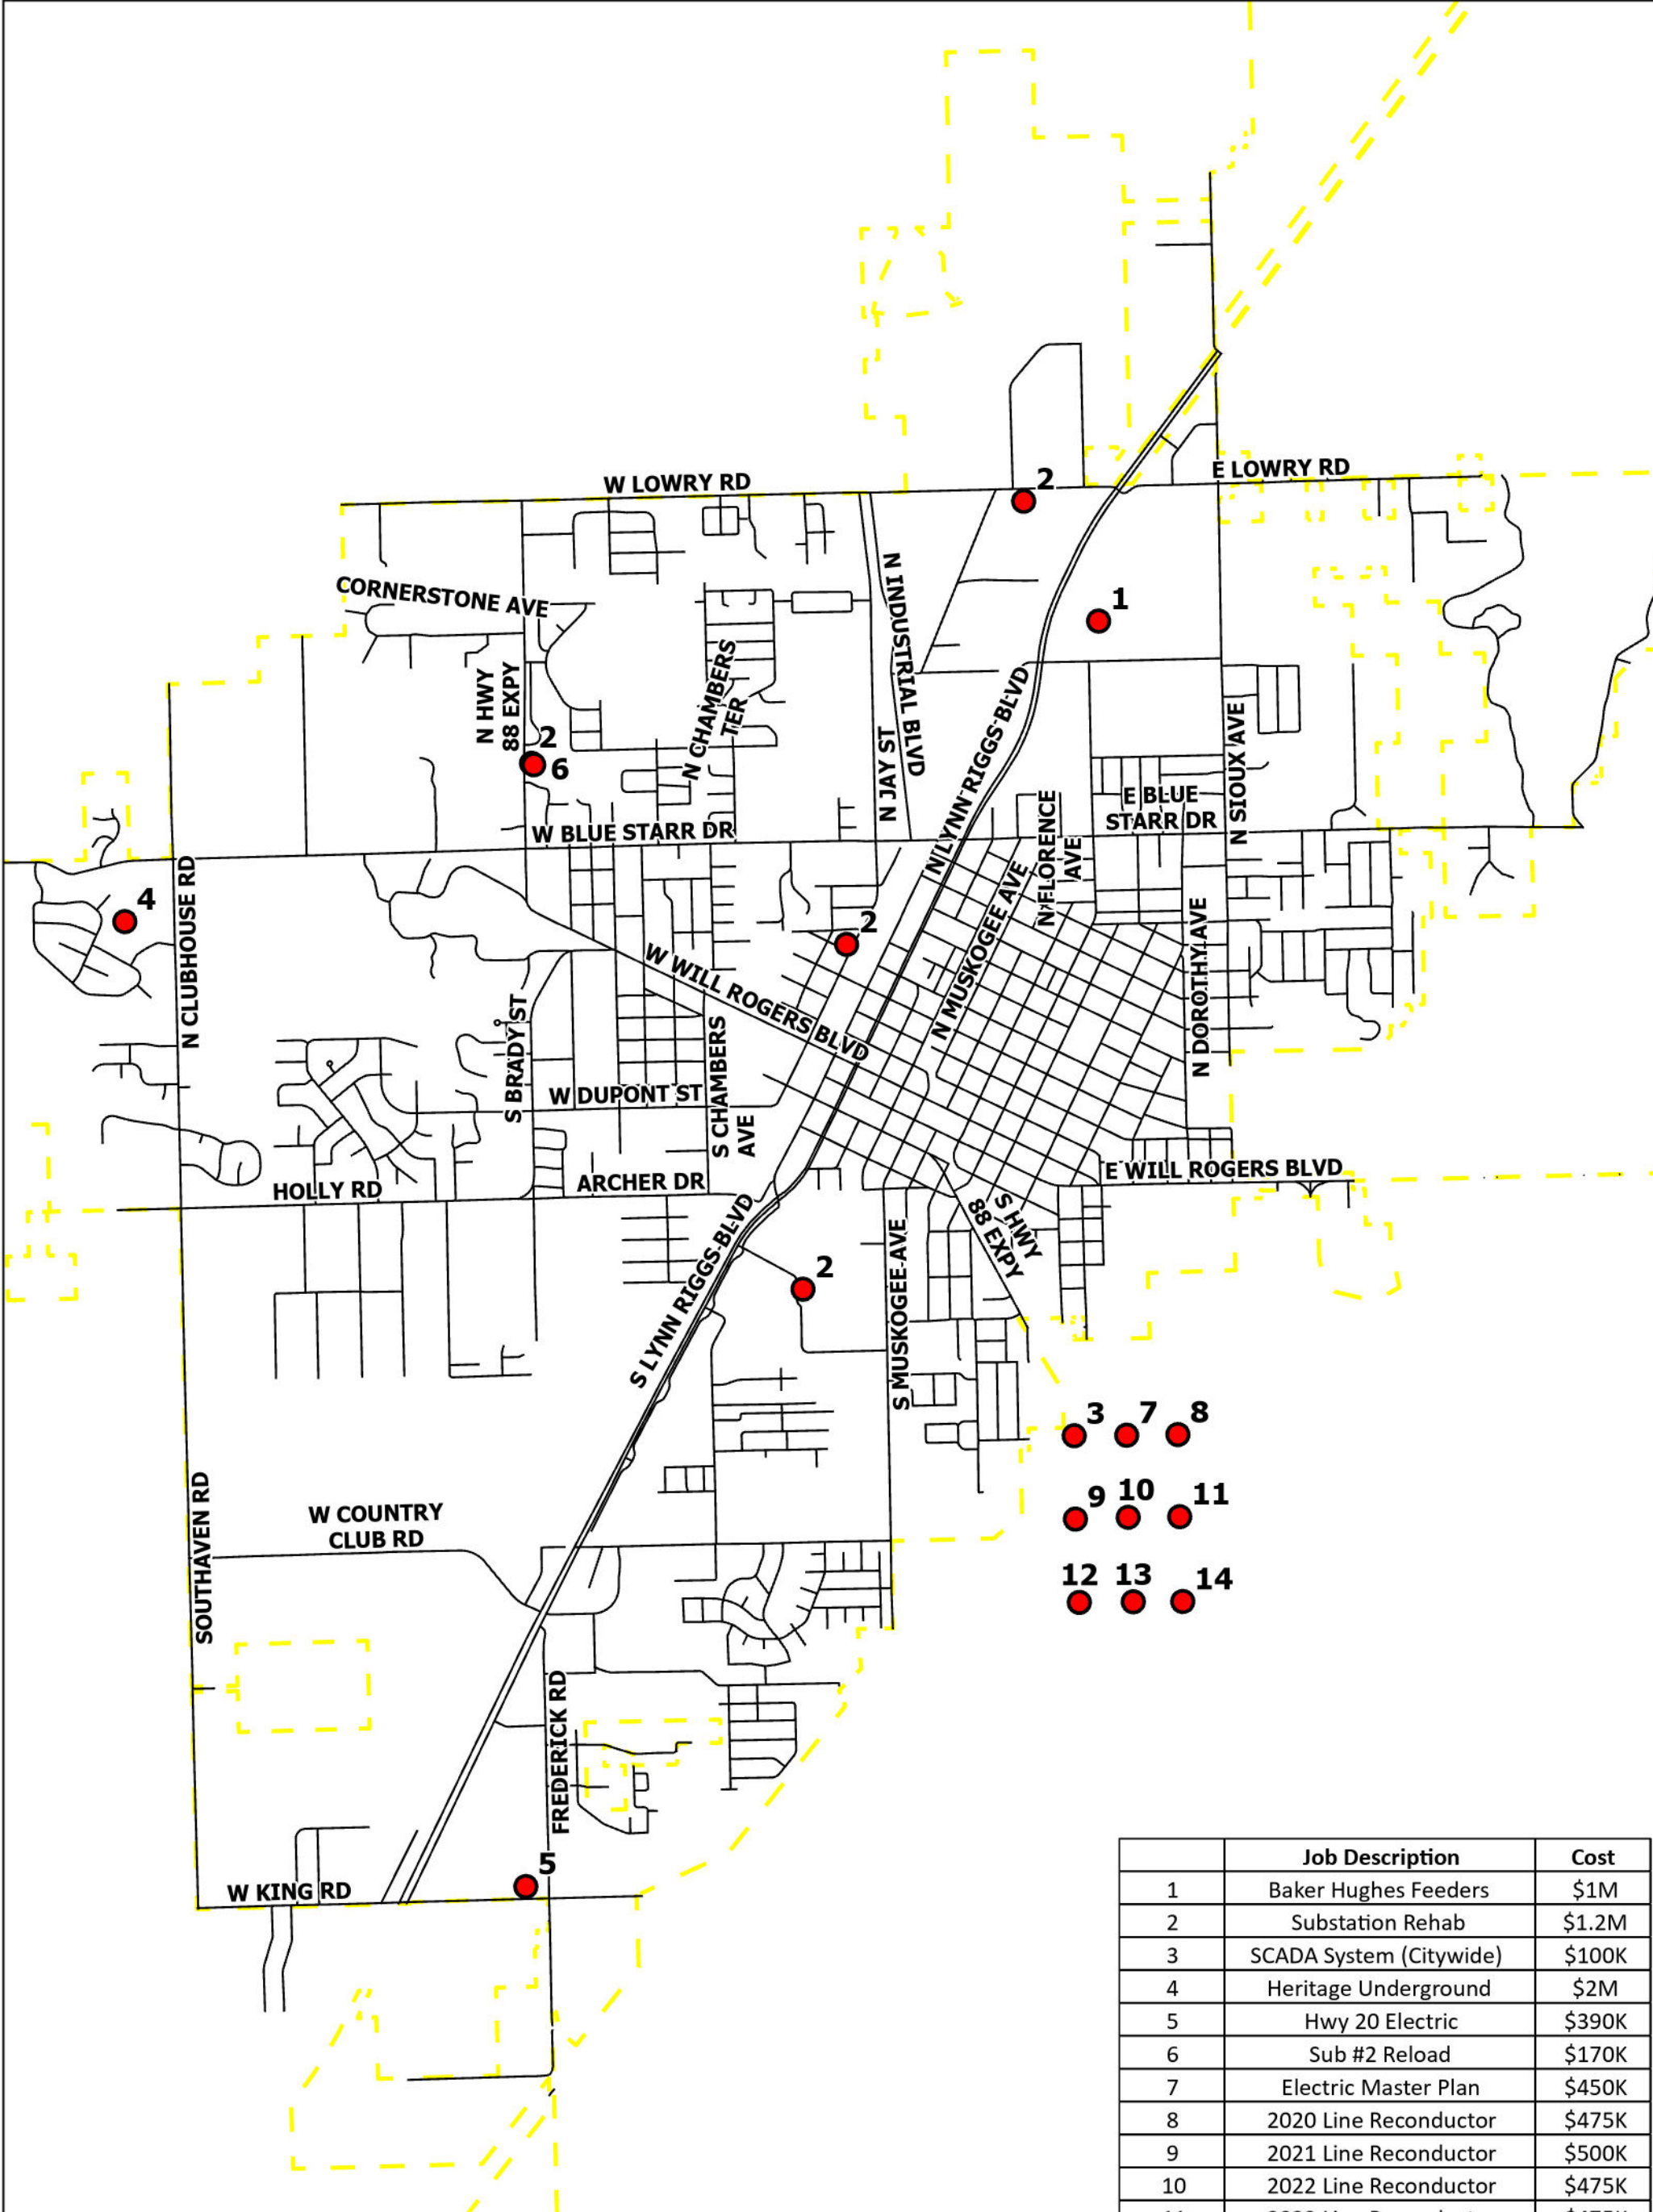 2
W LOWRY RD
E LOWRY RD
CORNERSTONE AVE
1
N INDUSTRIAL BLVD
N HWY
88 EXPY
N CHAMBERS
TER
N LYNN RIGGS BLVD
N SIOUX AVE
2
6
N JAY ST
W BLUE STARR DR
E BLUE
STARR DR
N FLORENCE
AVE
4
N CLUBHOUSE RD
2
N MUSKOGEE AVE
N DOROTHY AVE
W WILL ROGERS BLVD
S BRADY ST
W DUPONT ST
S CHAMBERS
AVE
HOLLY RD
ARCHER DR
E WILL ROGERS BLVD
S HWY
88 EXPY
S LYNN RIGGS BLVD
2
S MUSKOGEE AVE
3 7 8
9 10 11
12 13 14
SOUTHAVEN RD
W COUNTRY
CLUB RD
FREDERICK RD
5
W KING RD
Job Description Cost
1 Baker Hughes Feeders $1M
2 Substation Rehab $1.2M
3 SCADA System (Citywide) $100K
4 Heritage Underground $2M
5 Hwy 20 Electric $390K
6 Sub #2 Reload $170K
7 Electric Master Plan $450K
8 2020 Line Reconductor $475K
9 2021 Line Reconductor $500K
10 2022 Line Reconductor $475K